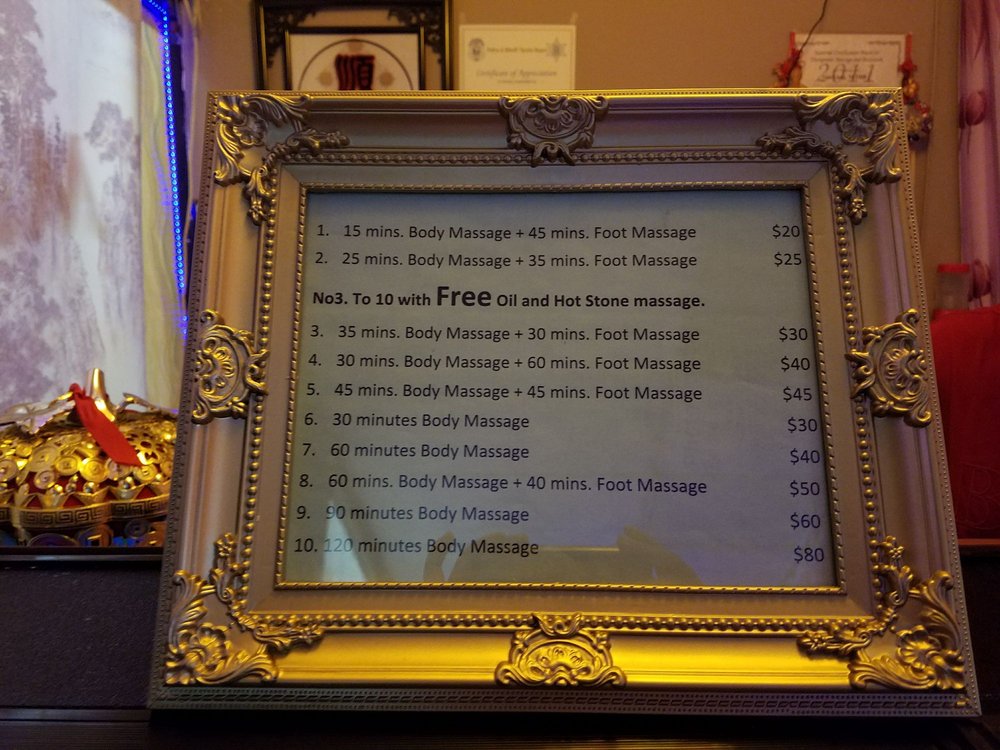 順
Certificate of Appreciation
2011
1. 15 mins. Body Massage + 45 mins. Foot Massage $20
2. 25 mins. Body Massage + 35 mins. Foot Massage $25
No3. To 10 with Free Oil and Hot Stone massage.
3. 35 mins. Body Massage + 30 mins. Foot Massage $30
4. 30 mins. Body Massage + 60 mins. Foot Massage $40
5. 45 mins. Body Massage + 45 mins. Foot Massage $45
6. 30 minutes Body Massage $30
7. 60 minutes Body Massage $40
8. 60 mins. Body Massage + 40 mins. Foot Massage $50
9. 90 minutes Body Massage $60
10. 120 minutes Body Massage $80